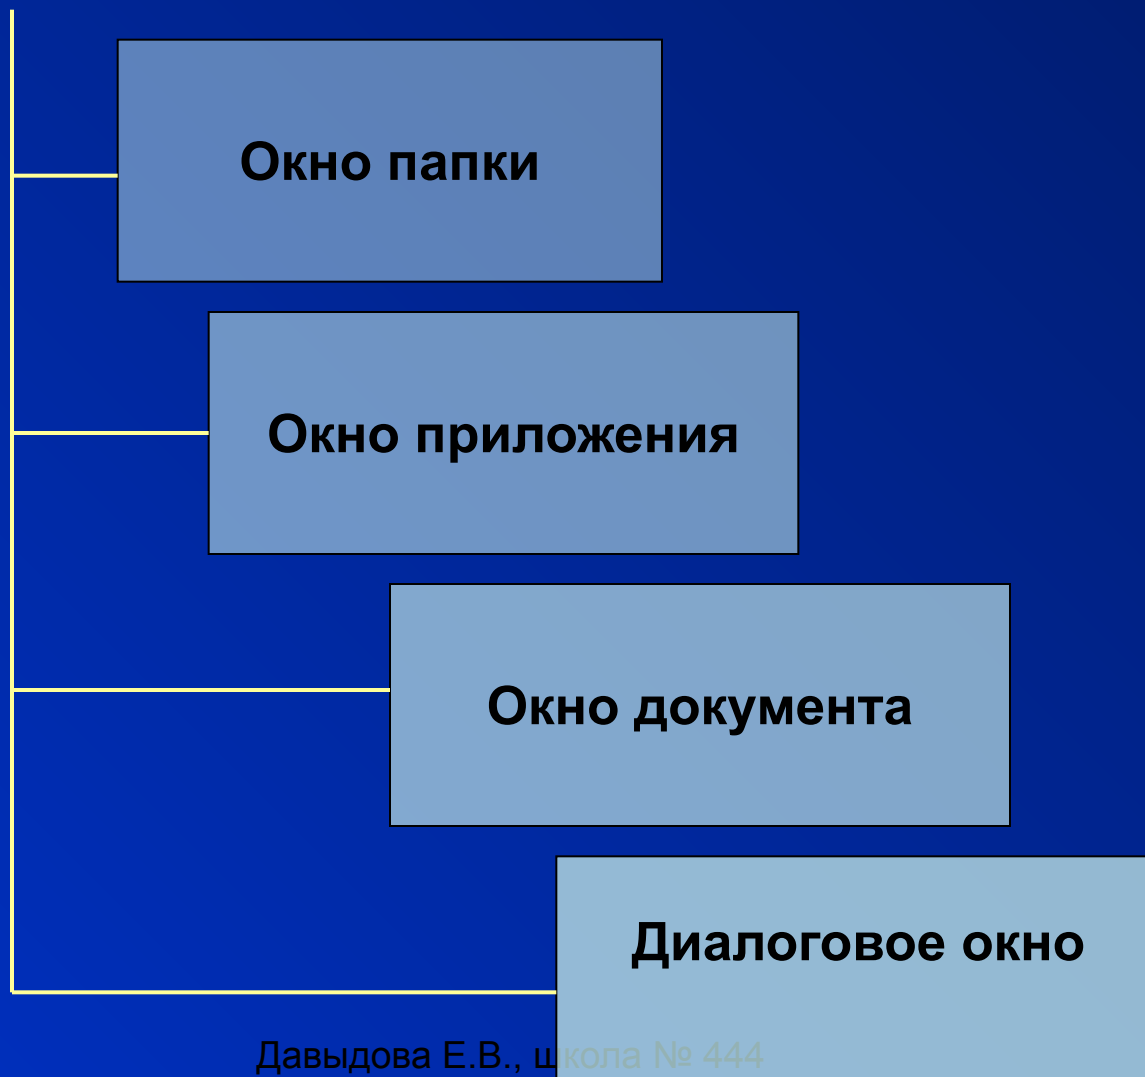 Окно папки
Окно приложения
Окно документа
Диалоговое окно
Давыдова Е.В., школа № 444